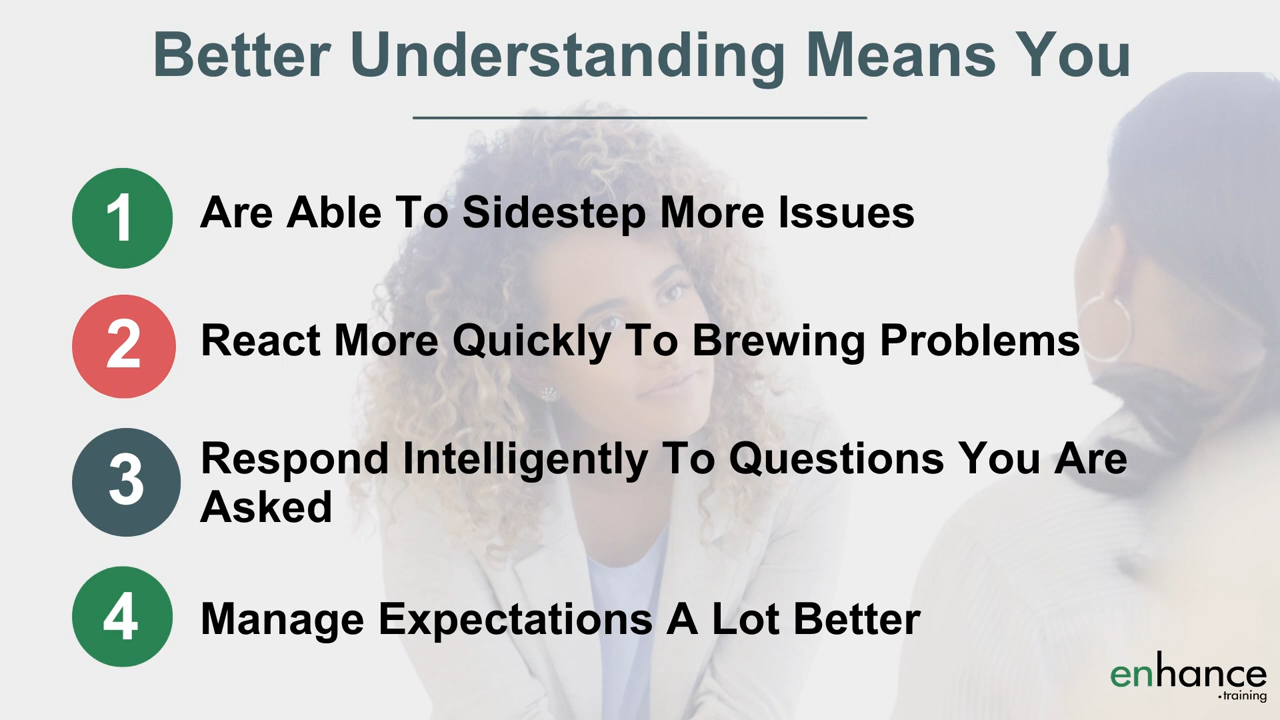 Better Understanding Means You
1
Are Able To Sidestep More Issues
2
React More Quickly To Brewing Problems
3
Respond Intelligently To Questions You Are
Asked
4
Manage Expectations A Lot Better
enhance
.training